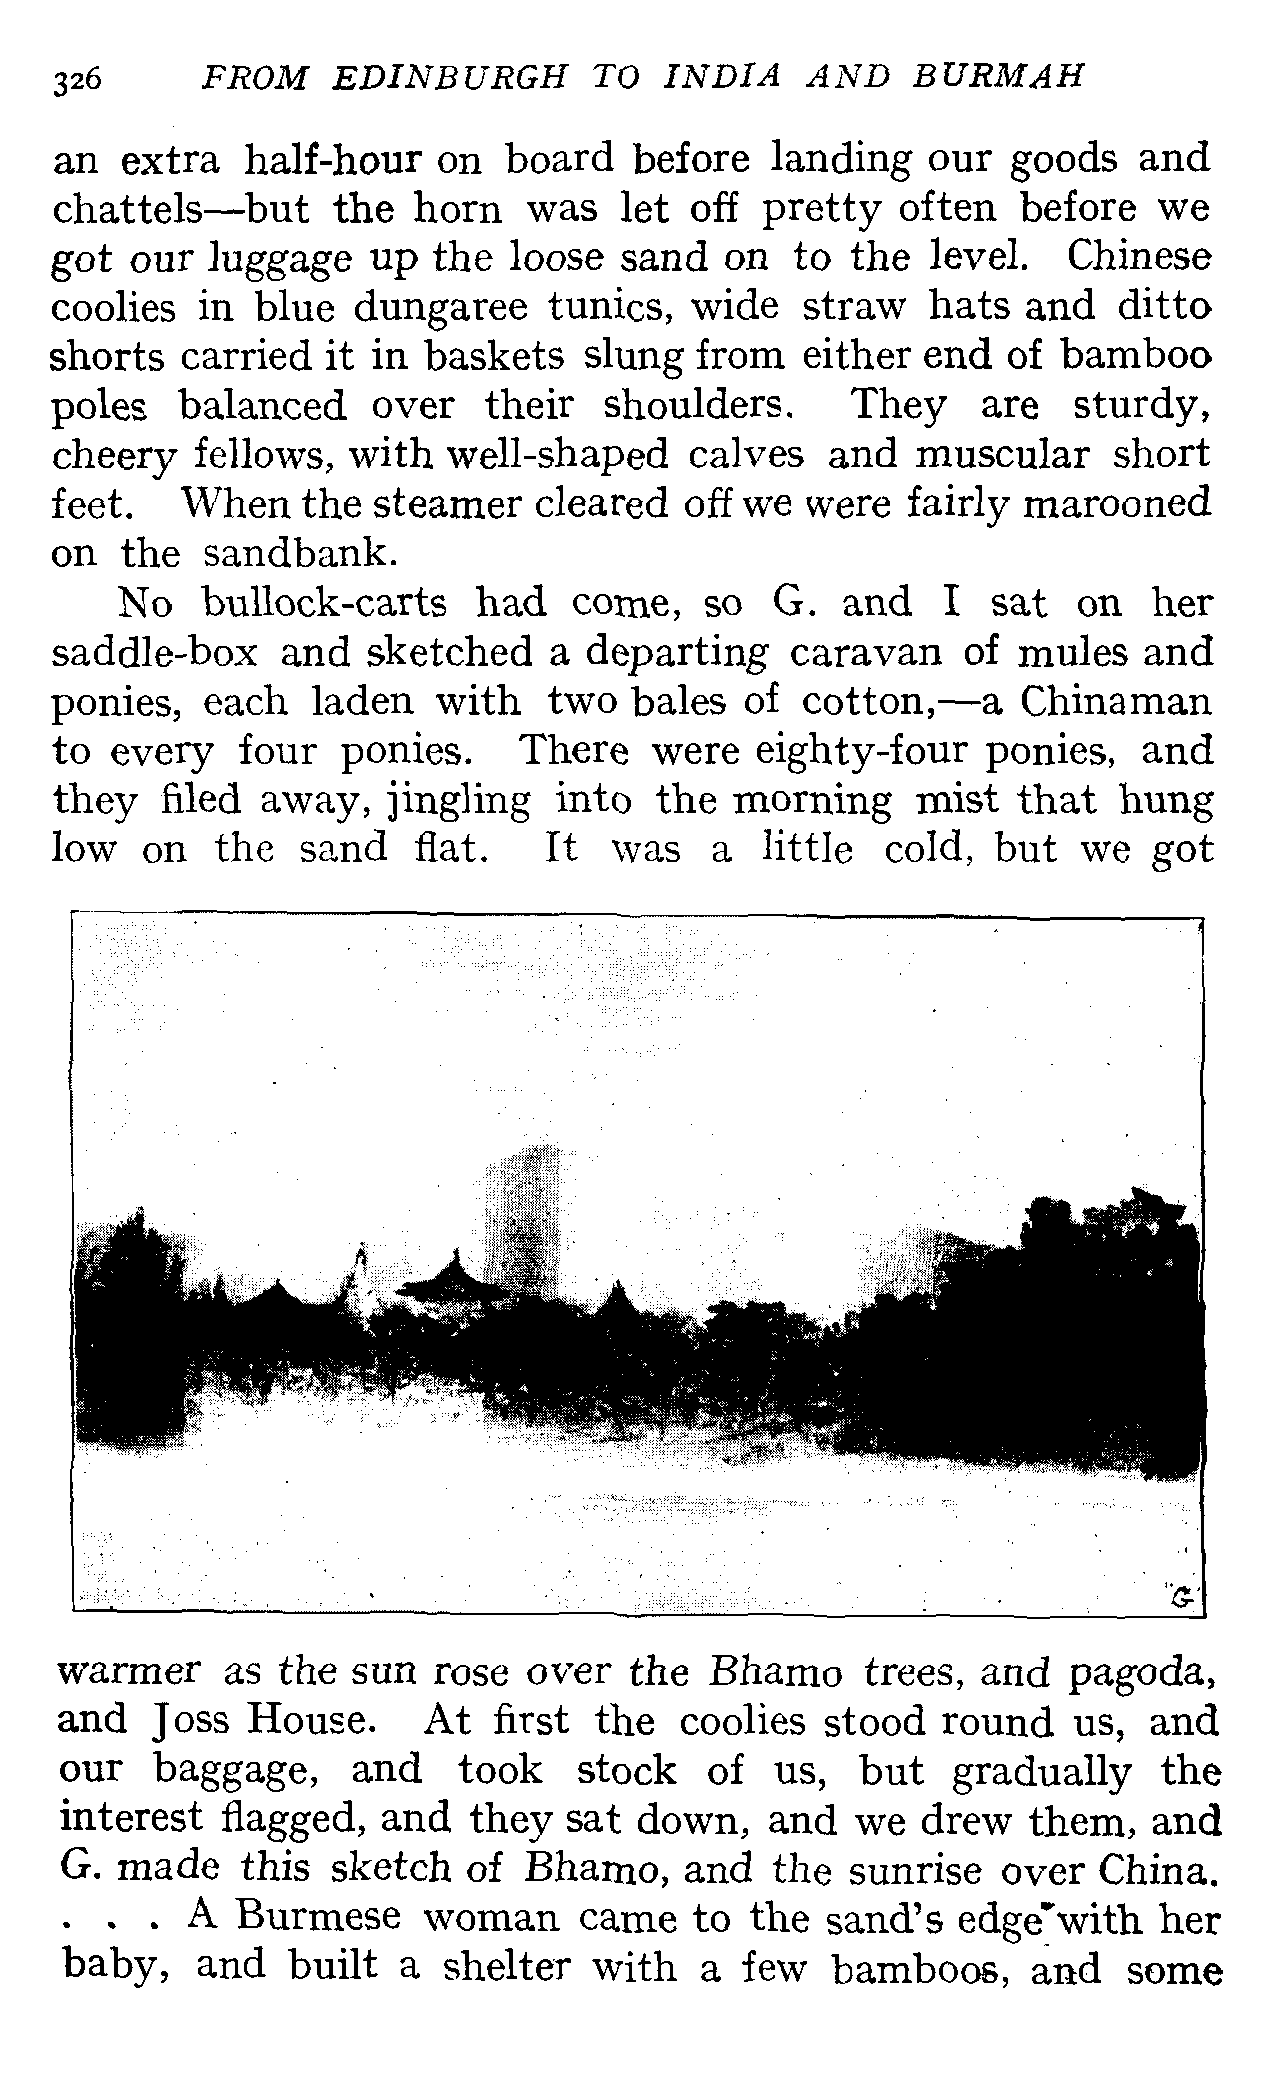 326 FROM EDINBURGH TO INDIA AND BURMAH
an extra half-hour on board before landing our goods and
chattels—but the horn was let off pretty often before we
got our luggage up the loose sand on to the level. Chinese
coolies in blue dungaree tunics, wide straw hats and ditto
shorts carried it in baskets slung from either end of bamboo
poles balanced over their shoulders. They are sturdy,
cheery fellows, with well-shaped calves and muscular short
feet. When the steamer cleared off we were fairly marooned
on the sandbank.
No bullock-carts had come, so G. and I sat on her
saddle-box and sketched a departing caravan of mules and
ponies, each laden with two bales of cotton,—a Chinaman
to every four ponies. There were eighty-four ponies, and
they filed away, jingling into the morning mist that hung
low on the sand flat. It was a little cold, but we got
"G"
warmer as the sun rose over the Bhamo trees, and pagoda,
and Joss House. At first the coolies stood round us, and
our baggage, and took stock of us, but gradually the
interest flagged, and they sat down, and we drew them, and
G. made this sketch of Bhamo, and the sunrise over China.
. . . A Burmese woman came to the sand's edge with her
baby, and built a shelter with a few bamboos, and some